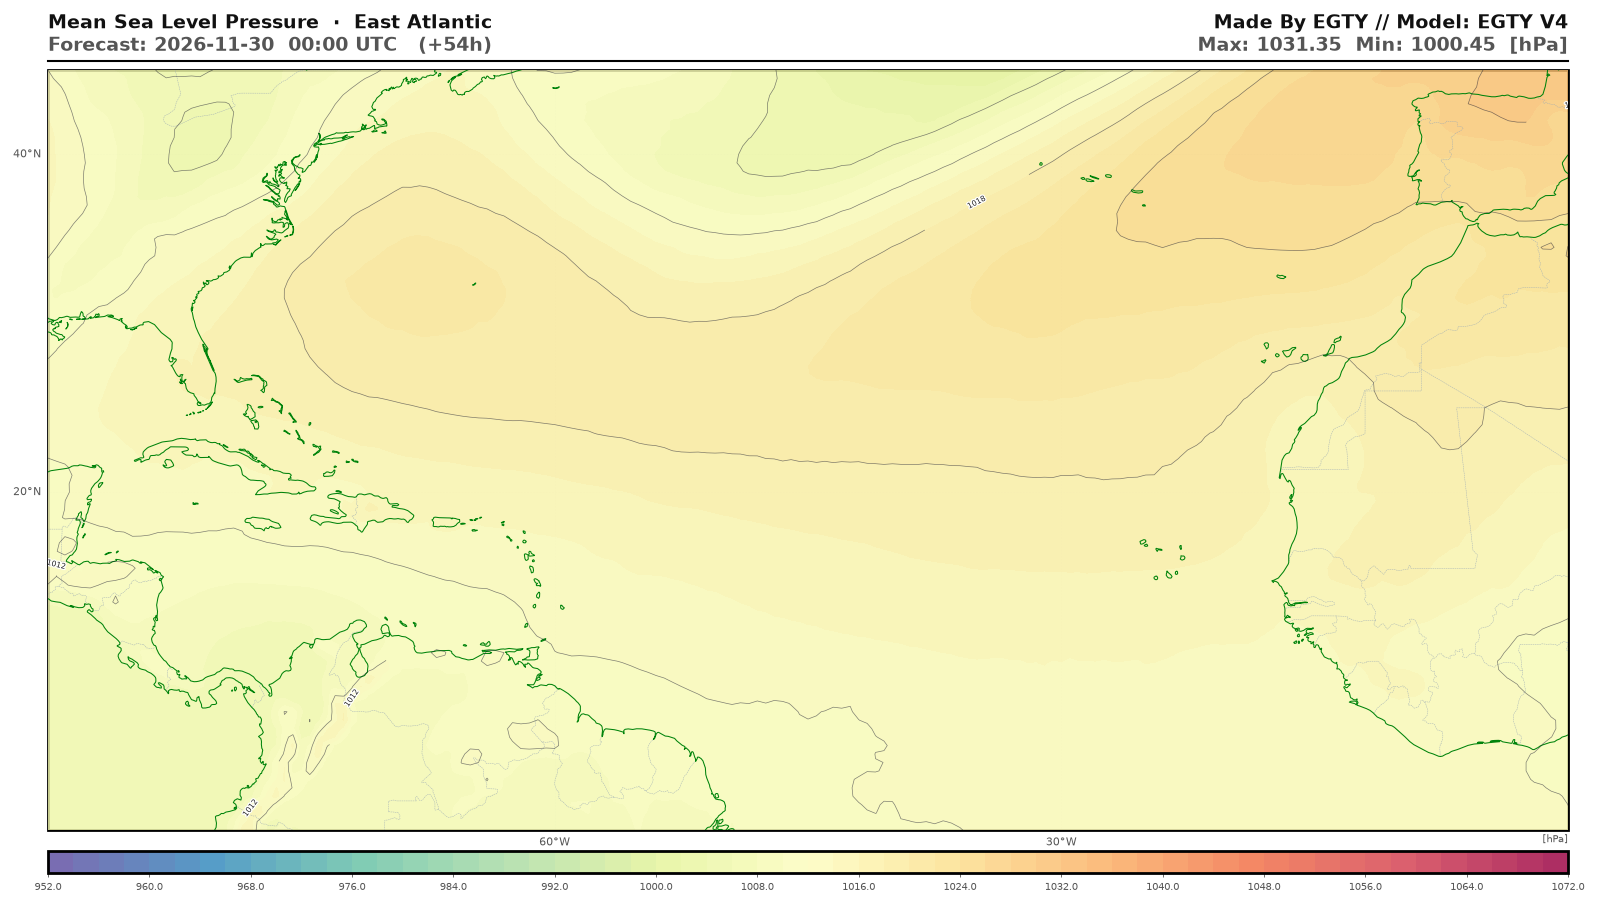 Mean Sea Level Pressure · East Atlantic
Made By EGTY // Model: EGTY V4
Forecast: 2026-11-30 00:00 UTC (+54h)
Max: 1031.35 Min: 1000.45 [hPa]
40°N
1018
20°N
1012
1012
1012
60°W
30°W
[hPa]
952.0
960.0
968.0
976.0
984.0
992.0
1000.0
1008.0
1016.0
1024.0
1032.0
1040.0
1048.0
1056.0
1064.0
1072.0